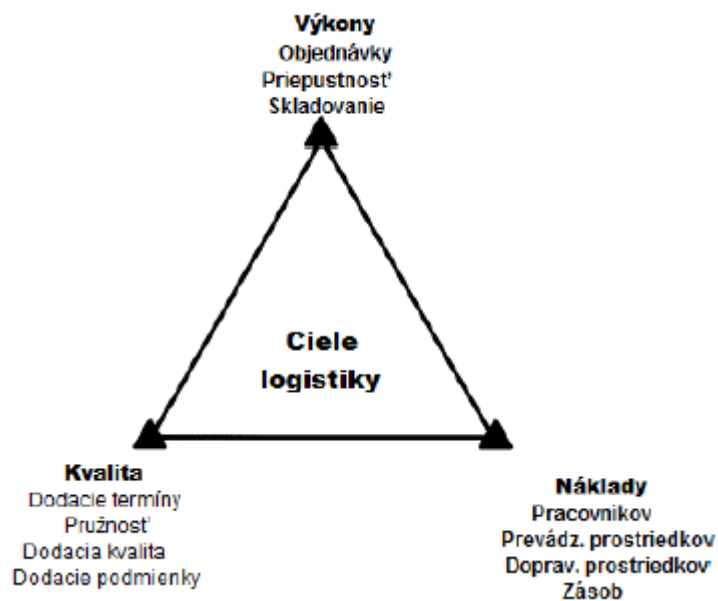 Výkony
Objednávky
Priepustnosť
Skladovanie
Ciele
logistiky
Kvalita
Dodacie termíny
Pružnosť
Dodacia kvalita
Dodacie podmienky
Náklady
Pracovnikov
Prevádz. prostriedkov
Doprav. prostriedkov
Zásob